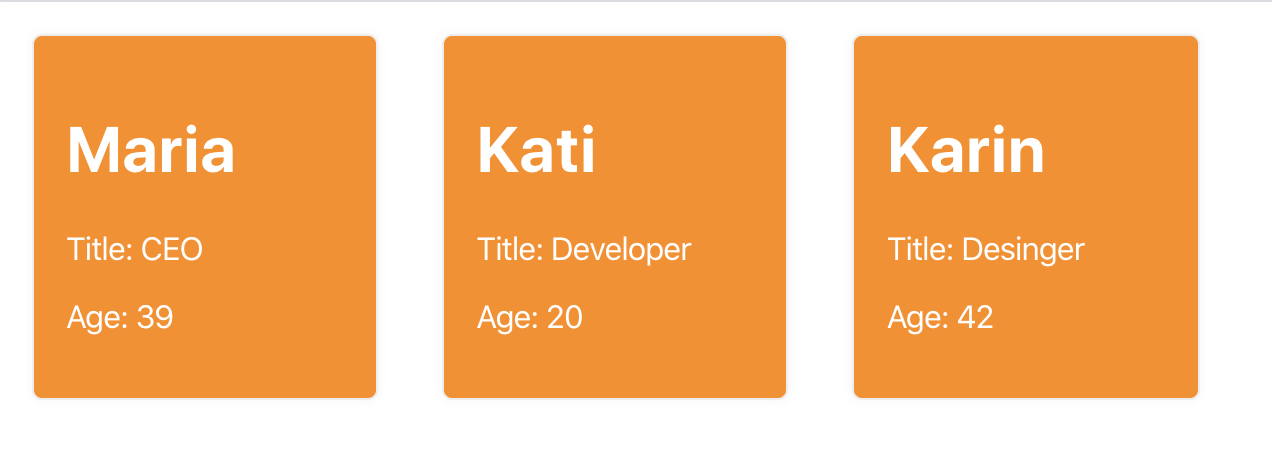 Maria
Title: CEO
Age: 39
Kati
Title: Developer
Age: 20
Karin
Title: Desinger
Age: 42